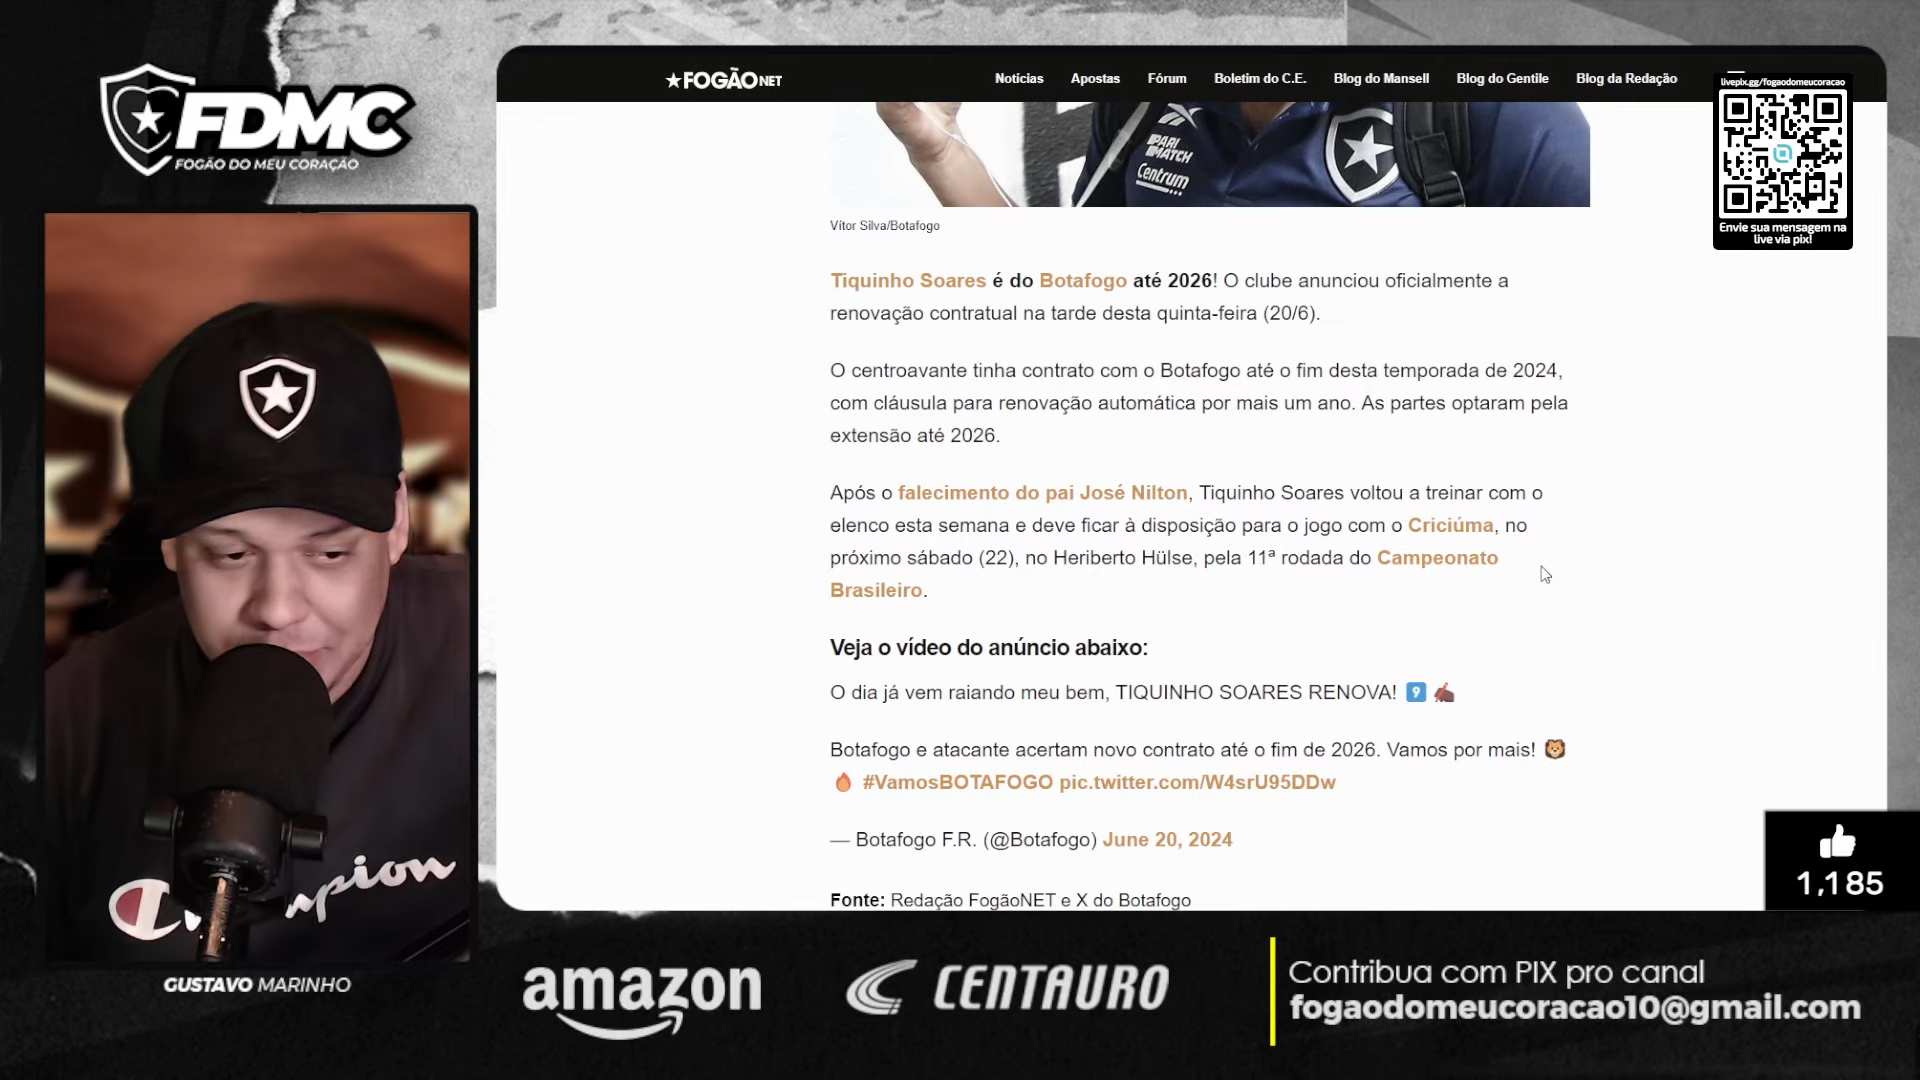 FDMC
FOGÃO DO MEU CORAÇÃO
FOGÃONET
Notícias Apostas Fórum Boletim do C.E. Blog do Mansell Blog do Gentile Blog da Redação
livepix.gg/fogaodomeucoracao
Envie sua mensagem na
live via pix!
PARI
MATCH
Centrum
Vítor Silva/Botafogo
Tiquinho Soares é do Botafogo até 2026! O clube anunciou oficialmente a
renovação contratual na tarde desta quinta-feira (20/6).
O centroavante tinha contrato com o Botafogo até o fim desta temporada de 2024,
com cláusula para renovação automática por mais um ano. As partes optaram pela
extensão até 2026.
Após o falecimento do pai José Nilton, Tiquinho Soares voltou a treinar com o
elenco esta semana e deve ficar à disposição para o jogo com o Criciúma, no
próximo sábado (22), no Heriberto Hülse, pela 11ª rodada do Campeonato
Brasileiro.
Veja o vídeo do anúncio abaixo:
O dia já vem raiando meu bem, TIQUINHO SOARES RENOVA! 9️⃣ ✍🏿
Botafogo e atacante acertam novo contrato até o fim de 2026. Vamos por mais! 🦁
🔥 #VamosBOTAFOGO pic.twitter.com/W4srU95DDw
— Botafogo F.R. (@Botafogo) June 20, 2024
Fonte: Redação FogãoNET e X do Botafogo
1,185
GUSTAVO MARINHO
amazon
CENTAURO
Contribua com PIX pro canal
fogaodomeucoracao10@gmail.com